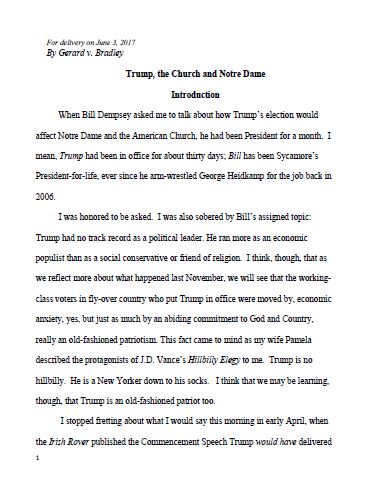 For delivery on June 3, 2017
By Gerard v. Bradley
Trump, the Church and Notre Dame
Introduction
When Bill Dempsey asked me to talk about how Trump's election would
affect Notre Dame and the American Church, he had been President for a month. I
mean, Trump had been in office for about thirty days; Bill has been Sycamore's
President-for-life, ever since he arm-wrestled George Heidkamp for the job back in
2006.
I was honored to be asked. I was also sobered by Bill's assigned topic:
Trump had no track record as a political leader. He ran more as an economic
populist than as a social conservative or friend of religion. I think, though, that as
we reflect more about what happened last November, we will see that the working-
class voters in fly-over country who put Trump in office were moved by, economic
anxiety, yes, but just as much by an abiding commitment to God and Country,
really an old-fashioned patriotism. This fact came to mind as my wife Pamela
described the protagonists of J.D. Vance's Hillbilly Elegy to me. Trump is no
hillbilly. He is a New Yorker down to his socks. I think that we may be learning,
though, that Trump is an old-fashioned patriot too.
I stopped fretting about what I would say this morning in early April, when
the Irish Rover published the Commencement Speech Trump would have delivered
1